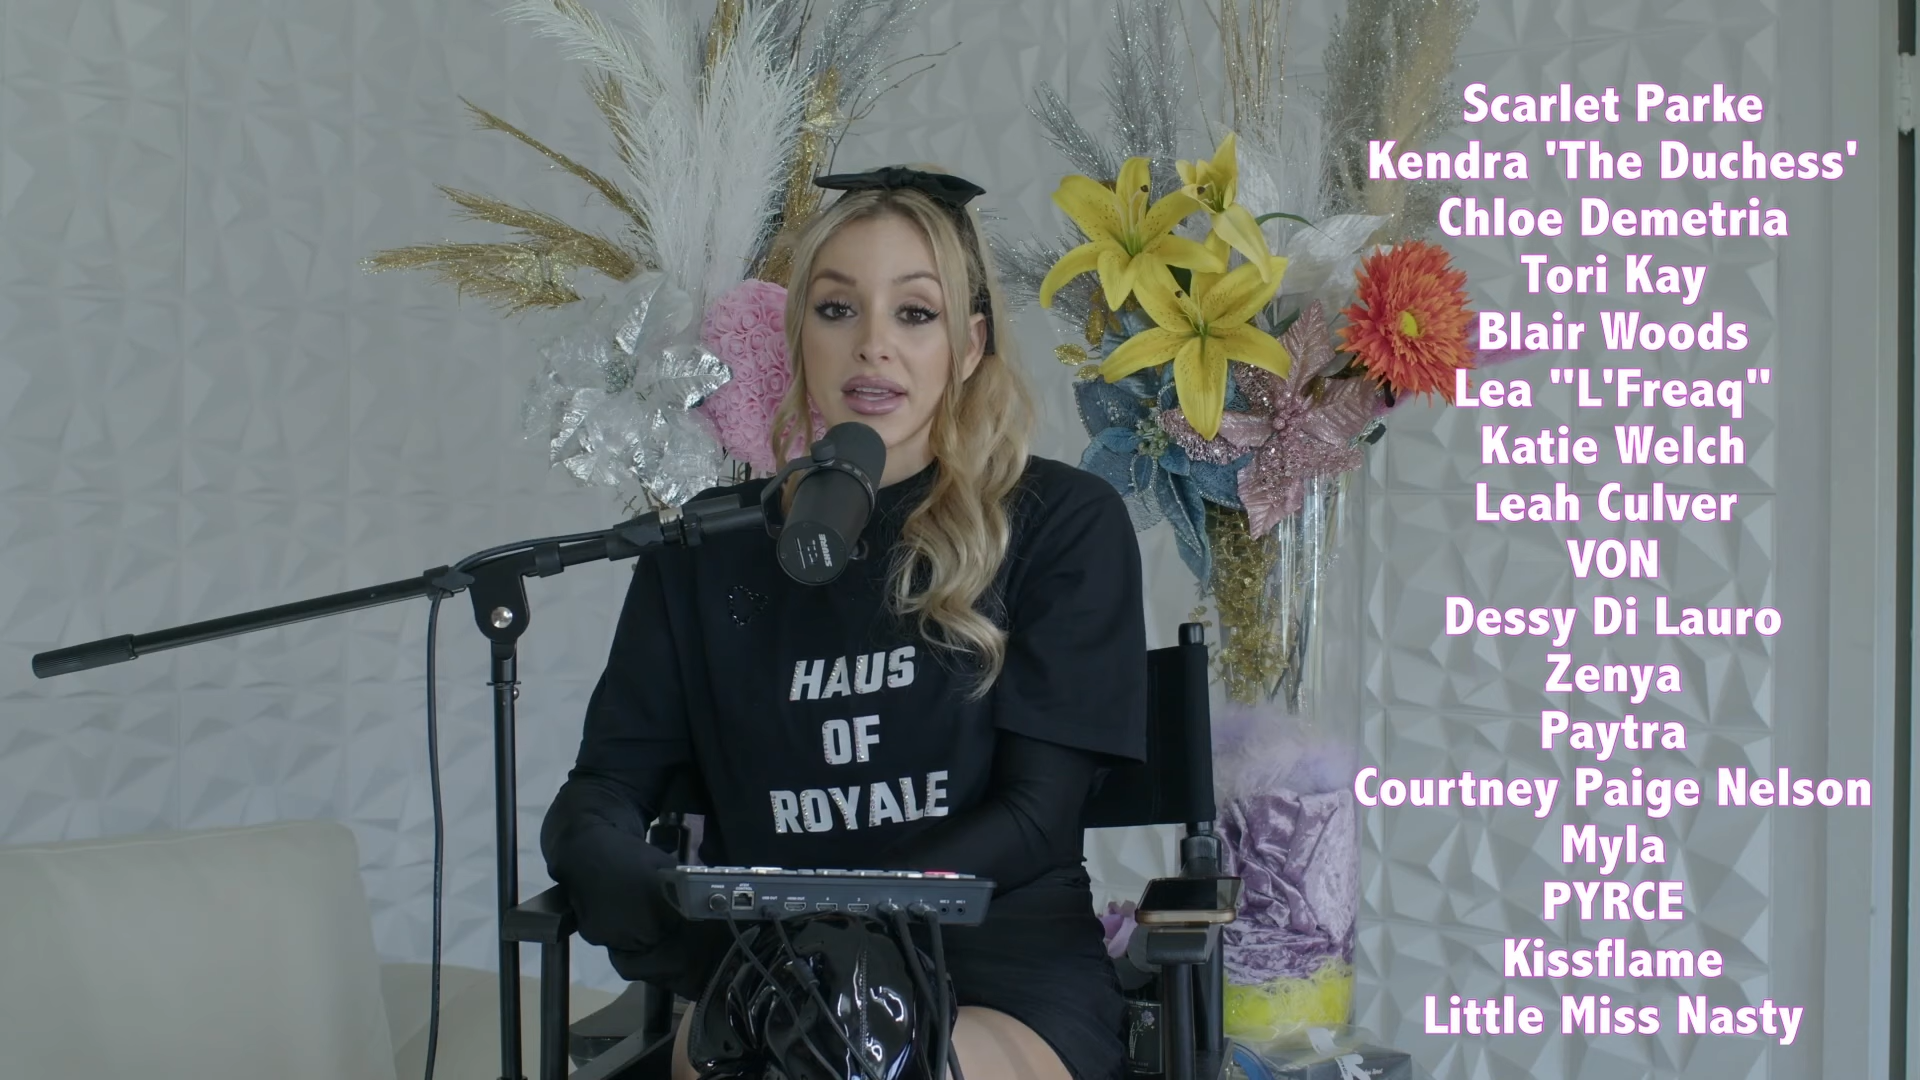 Scarlet Parke
Kendra 'The Duchess'
Chloe Demetria
Tori Kay
Blair Woods
Lea "L'Freaq"
Katie Welch
Leah Culver
VON
Dessy Di Lauro
Zenya
Paytra
Courtney Paige Nelson
Myla
PYRCE
Kissflame
Little Miss Nasty
SHURE
HAUS
OF
ROYALE